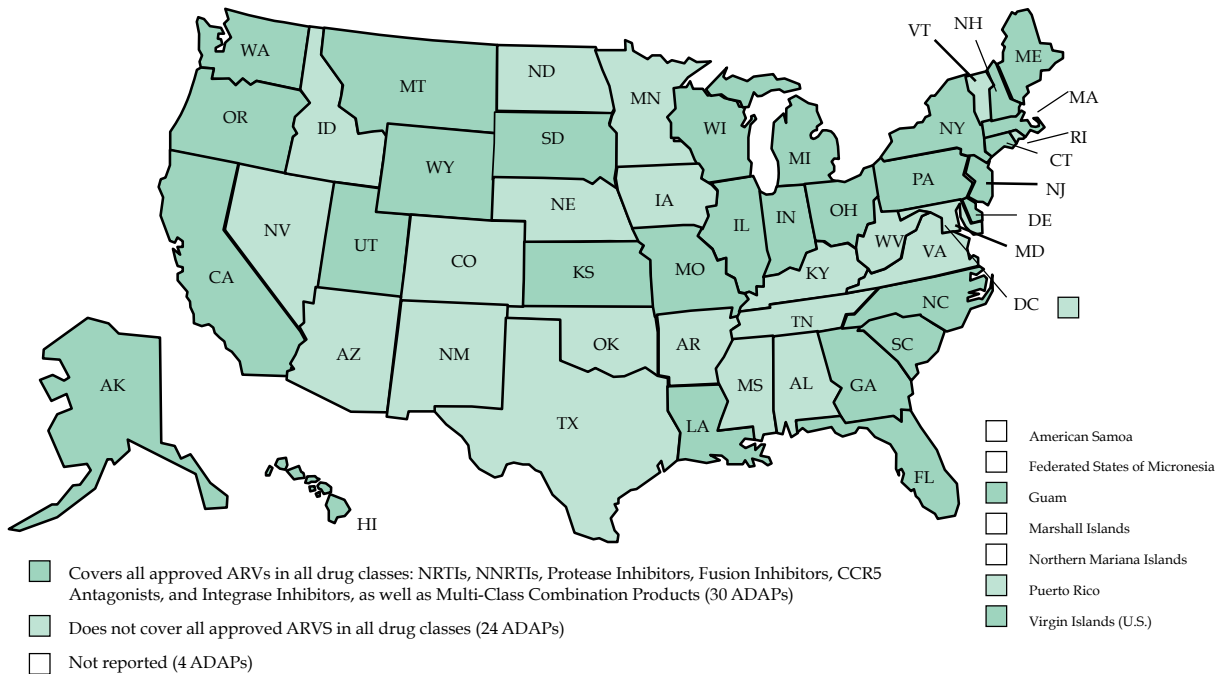 VT
NH
ME
WA
MT
ND
MN
MA
OR
ID
SD
WI
NY
RI
MI
CT
WY
PA
NJ
NE
IA
OH
DE
NV
UT
CO
IL
IN
WV
VA
MD
CA
KS
MO
KY
NC
DC
TN
AZ
NM
OK
AR
SC
AK
MS
AL
GA
TX
LA
FL
HI
American Samoa
Federated States of Micronesia
Guam
Marshall Islands
Northern Mariana Islands
Puerto Rico
Virgin Islands (U.S.)
Covers all approved ARVs in all drug classes: NRTIs, NNRTIs, Protease Inhibitors, Fusion Inhibitors, CCR5
Antagonists, and Integrase Inhibitors, as well as Multi-Class Combination Products (30 ADAPs)
Does not cover all approved ARVS in all drug classes (24 ADAPs)
Not reported (4 ADAPs)